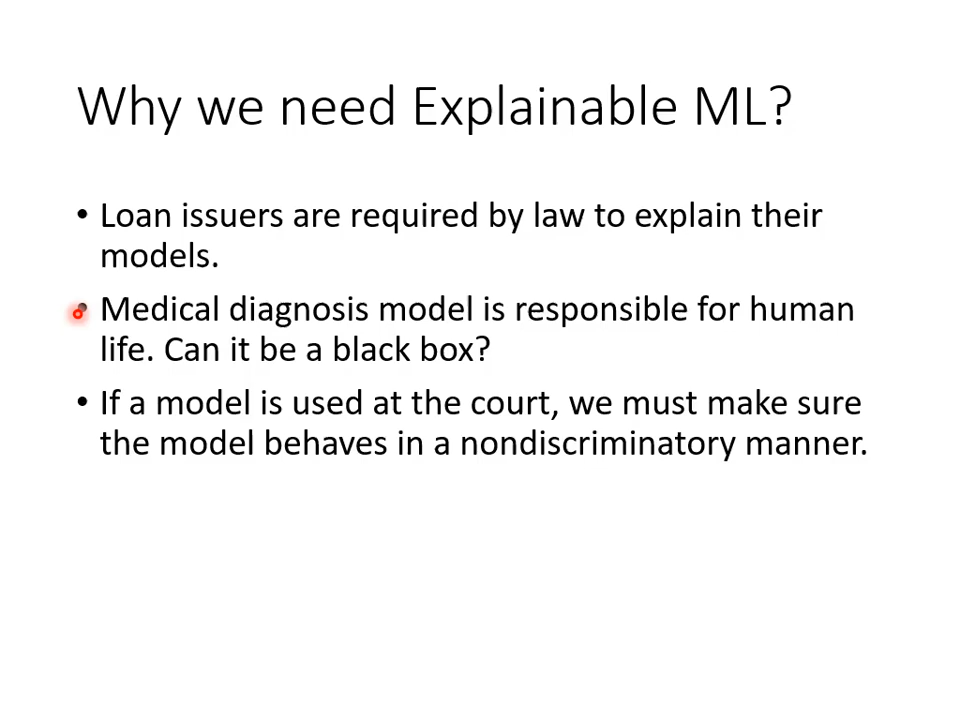 Why we need Explainable ML?
• Loan issuers are required by law to explain their
models.
• Medical diagnosis model is responsible for human
life. Can it be a black box?
• If a model is used at the court, we must make sure
the model behaves in a nondiscriminatory manner.